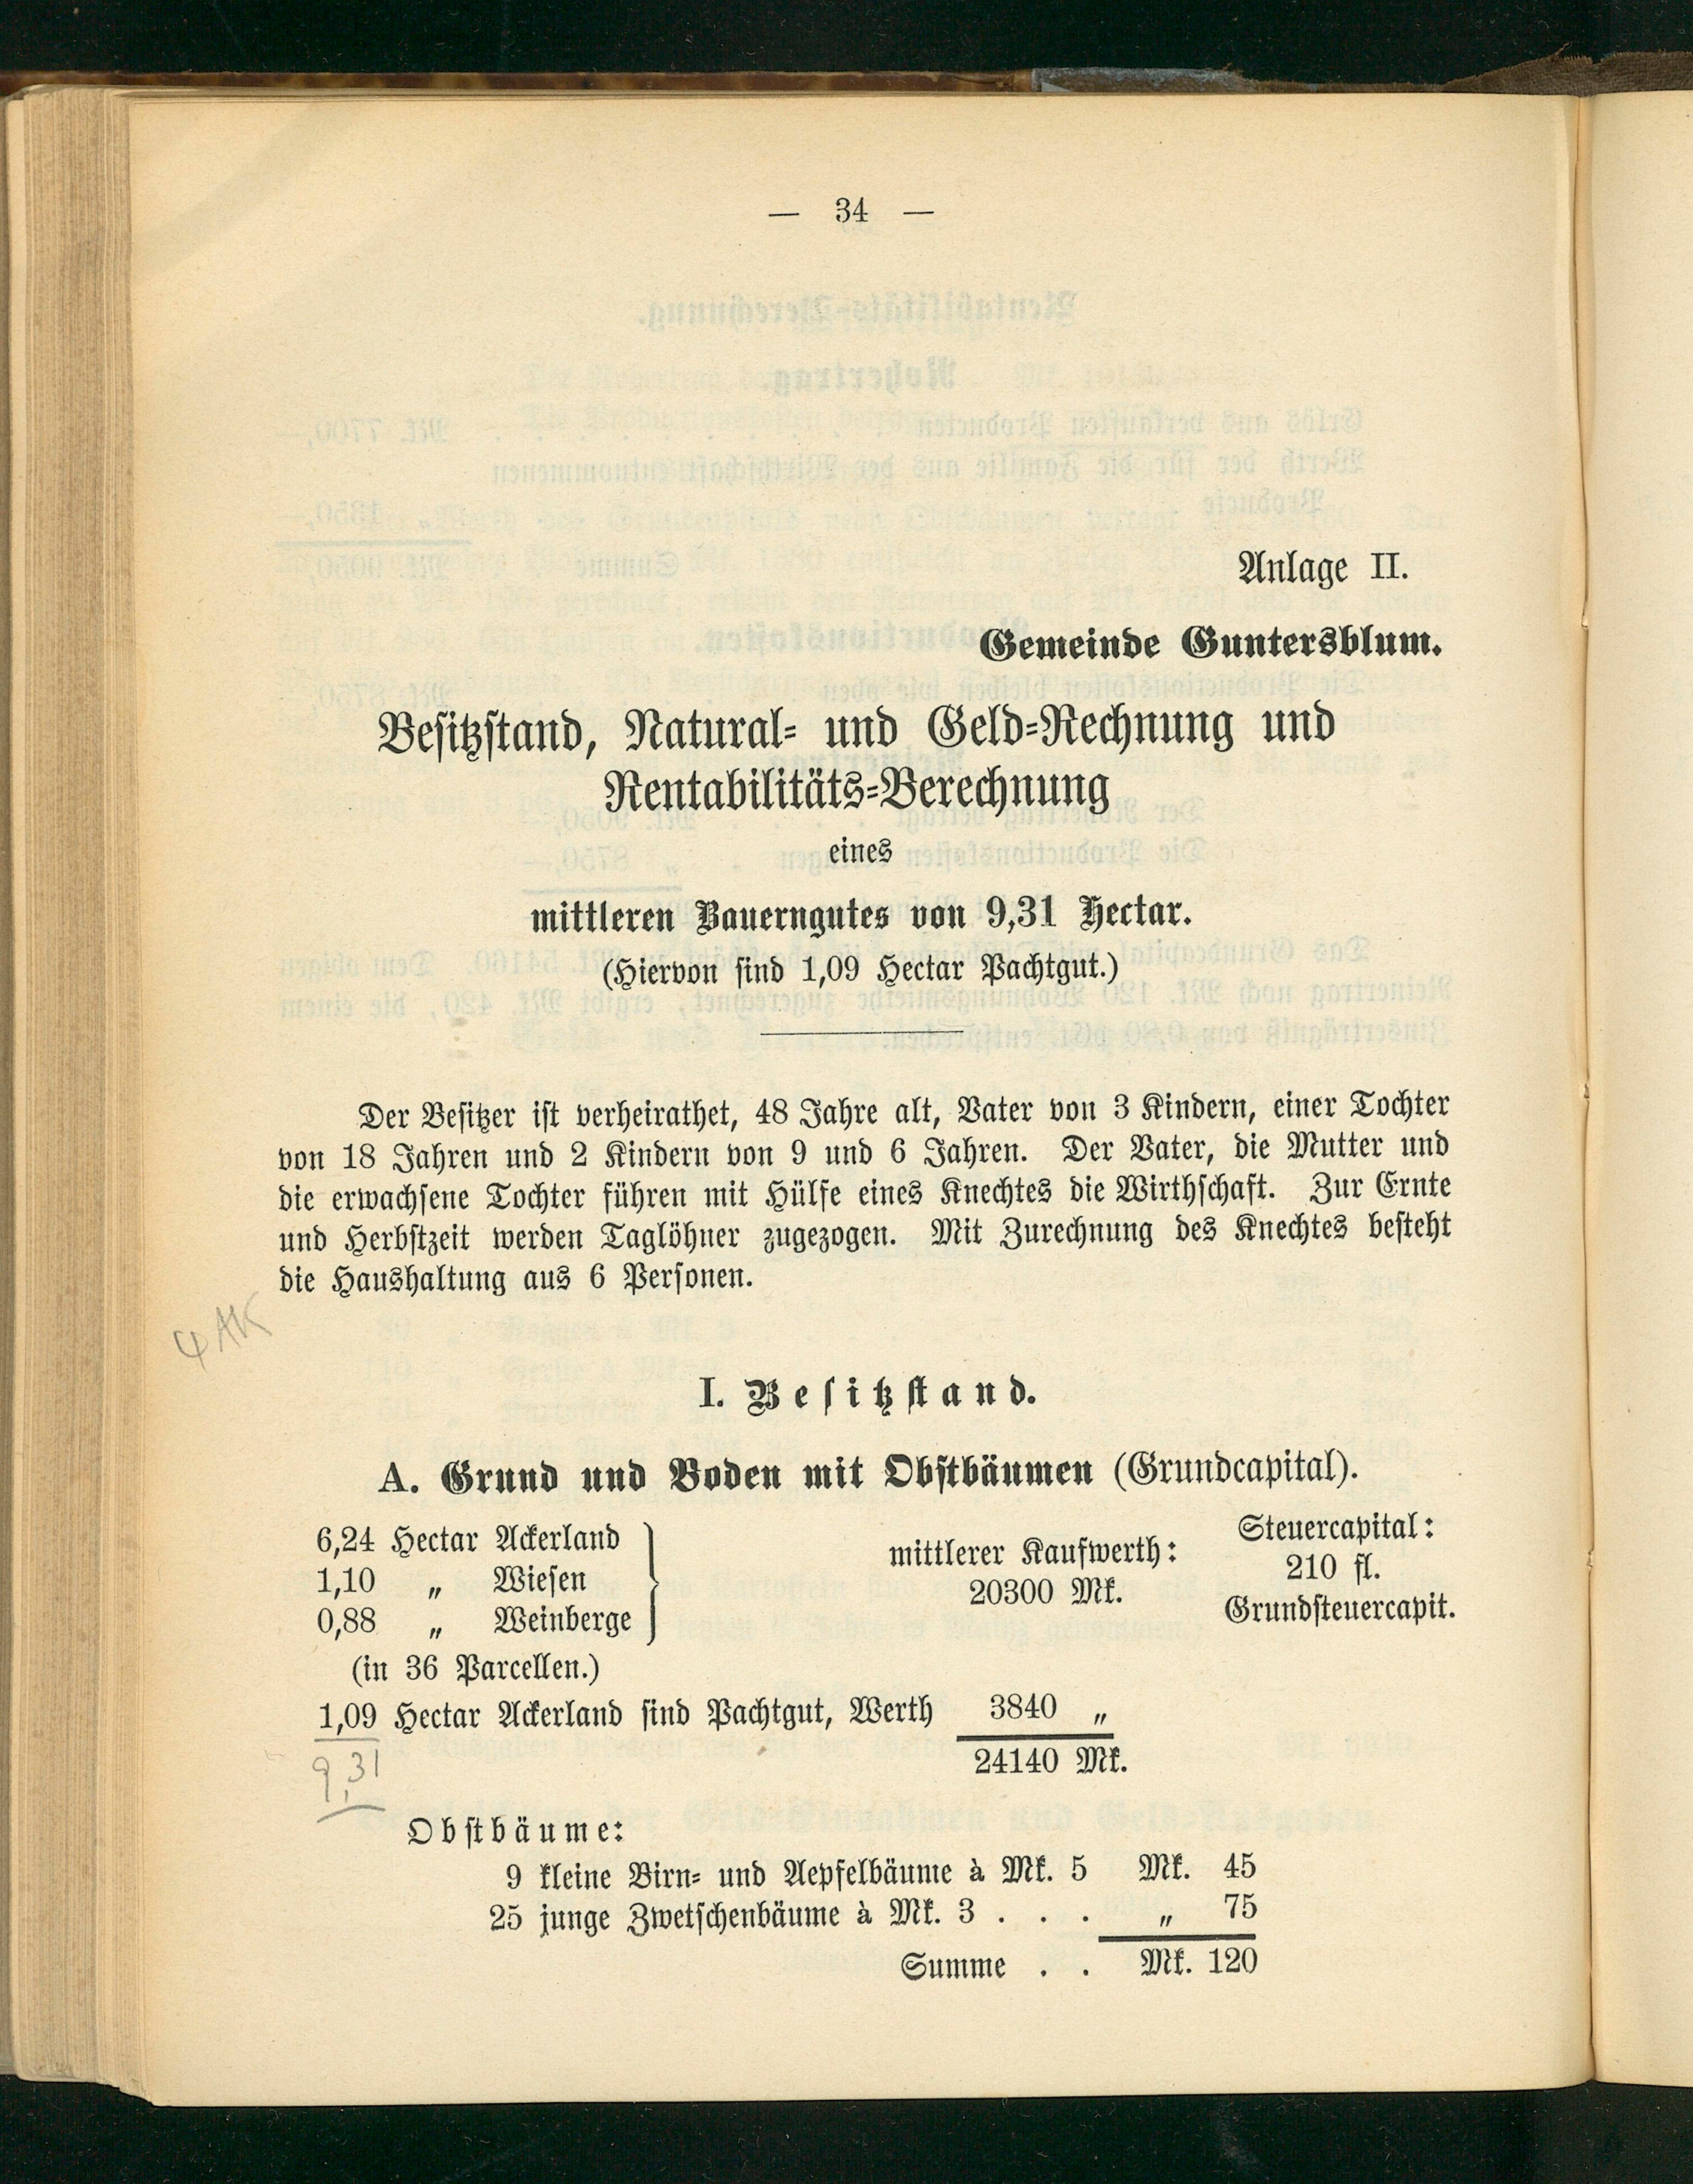 — 34 —
Anlage II.
Gemeinde Guntersblum.
Besitzstand, Natural- und Geld-Rechnung und
Rentabilitäts-Berechnung
eines
mittleren Bauerngutes von 9,31 Hectar.
(Hiervon sind 1,09 Hectar Pachtgut.)
Der Besitzer ist verheirathet, 48 Jahre alt, Vater von 3 Kindern, einer Tochter
von 18 Jahren und 2 Kindern von 9 und 6 Jahren. Der Vater, die Mutter und
die erwachsene Tochter führen mit Hülfe eines Knechtes die Wirthschaft. Zur Ernte
und Herbstzeit werden Taglöhner zugezogen. Mit Zurechnung des Knechtes besteht
die Haushaltung aus 6 Personen.
4 AK
I. Besitzstand.
A. Grund und Boden mit Obstbäumen (Grundcapital).
6,24 Hectar Ackerland mittlerer Kaufwerth: Steuercapital:
1,10 „ Wiesen 20300 Mk. 210 fl.
0,88 „ Weinberge Grundsteuercapit.
(in 36 Parcellen.)
1,09 Hectar Ackerland sind Pachtgut, Werth 3840 „
9,31 24140 Mk.
Obstbäume:
9 kleine Birn- und Aepfelbäume à Mk. 5 Mk. 45
25 junge Zwetschenbäume à Mk. 3 . . . „ 75
Summe . . Mk. 120